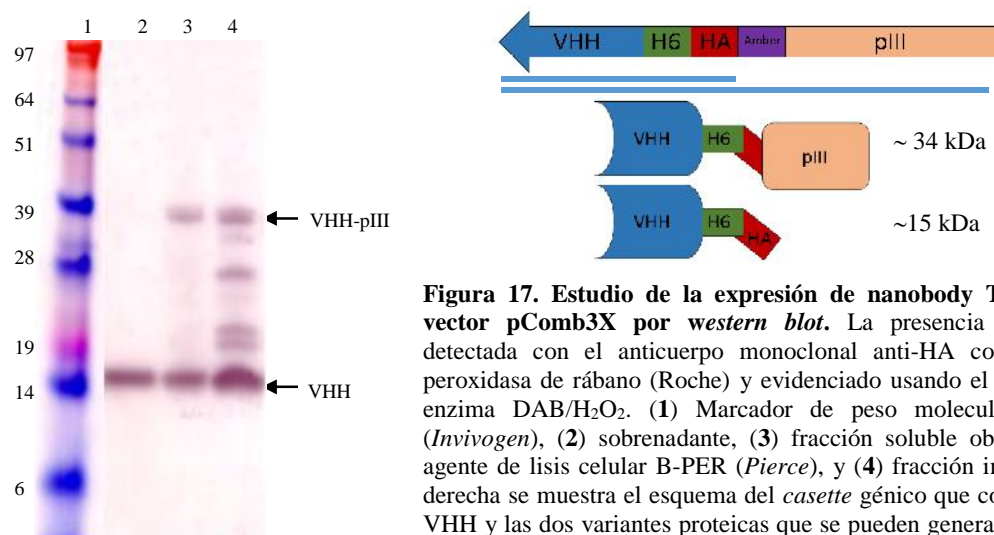 1 2 3 4
97
64
51
39
28
19
14
6
VHH-pIII
VHH
VHH H6 HA Amber pIII
VHH H6 pIII ~ 34 kDa
VHH H6 HA ~15 kDa
Figura 17. Estudio de la expresión de nanobody T
vector pComb3X por western blot. La presencia
detectada con el anticuerpo monoclonal anti-HA co
peroxidasa de rábano (Roche) y evidenciado usando el
enzima DAB/H₂O₂. (1) Marcador de peso molecul
(Invivogen), (2) sobrenadante, (3) fracción soluble ob
agente de lisis celular B-PER (Pierce), y (4) fracción in
derecha se muestra el esquema del casette génico que co
VHH y las dos variantes proteicas que se pueden genera